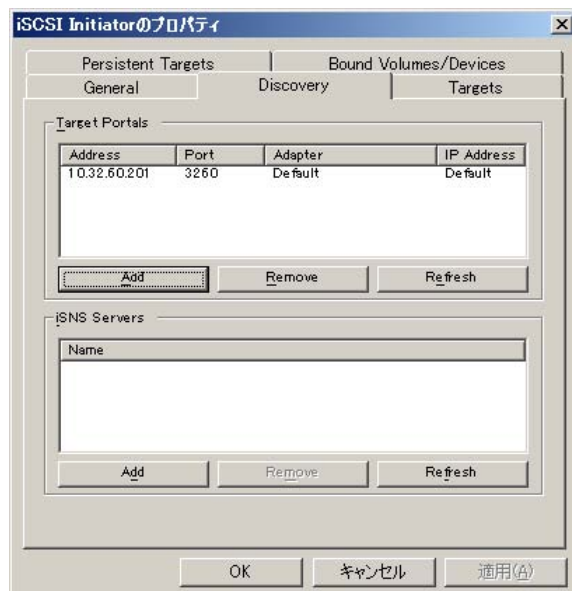 iSCSI Initiatorのプロパティ
Persistent Targets Bound Volumes/Devices
General Discovery Targets
Target Portals
Address Port Adapter IP Address
10.32.60.201 3260 Default Default
Add Remove Refresh
iSNS Servers
Name
Add Remove Refresh
OK キャンセル 適用(A)